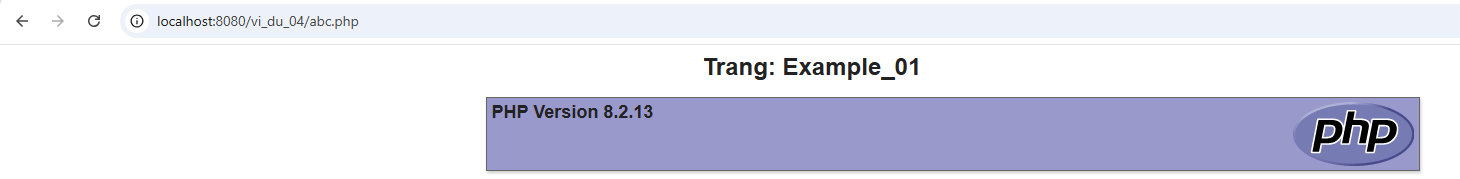 localhost:8080/vi_du_04/abc.php
Trang: Example_01
PHP Version 8.2.13
php